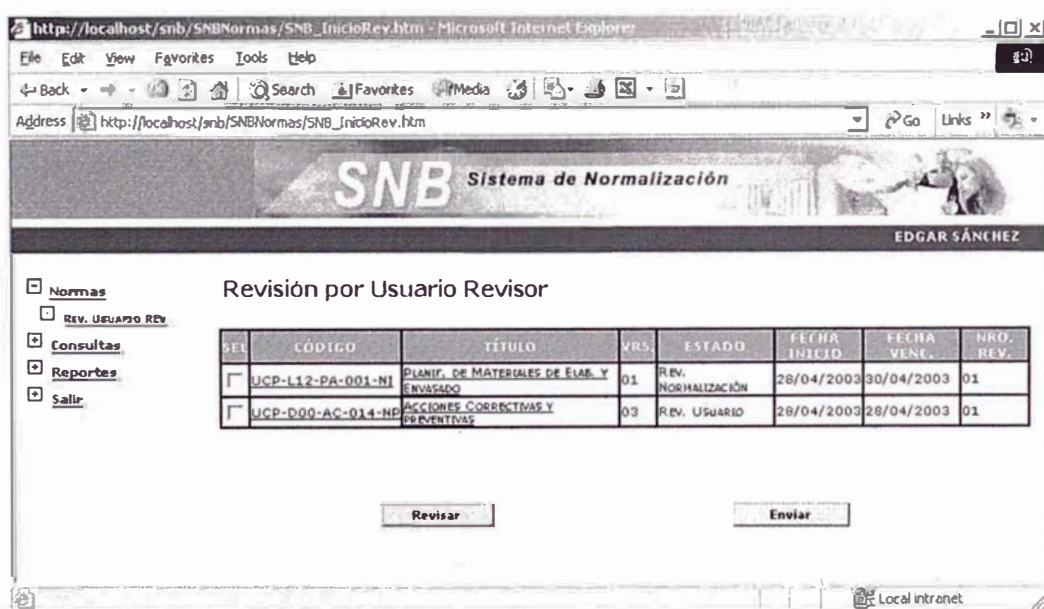 http://localhost/snb/SNBNormas/SNB_InicioRev.htm - Microsoft Internet Explorer
File Edit View Favorites Tools Help
Back Search Favorites Media
Address http://localhost/snb/SNBNormas/SNB_InicioRev.htm Go Links »
SNB Sistema de Normalización
EDGAR SÁNCHEZ
Normas
REV. USUARIO REV
Consultas
Reportes
Salir
Revisión por Usuario Revisor
SEL CÓDIGO TÍTULO VRS. ESTADO FECHA INICIO FECHA VENC. NRO. REV.
UCP-L12-PA-001-NI PLANIF. DE MATERIALES DE ELAB. Y ENVASADO 01 REV. NORMALIZACIÓN 28/04/2003 30/04/2003 01
UCP-D00-AC-014-NP ACCIONES CORRECTIVAS Y PREVENTIVAS 03 REV. USUARIO 28/04/2003 28/04/2003 01
Revisar Enviar
Local intranet